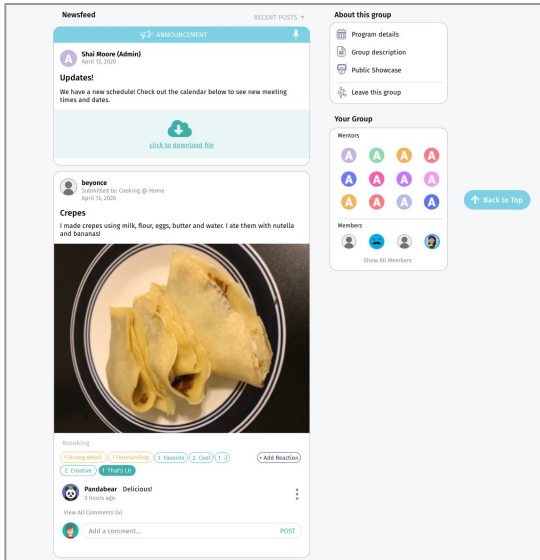 Newsfeed
RECENT POSTS
ANNOUNCEMENT
A
Shai Moore (Admin)
April 13, 2020
Updates!
We have a new schedule! Check out the calendar below to see new meeting
times and dates.
click to download file
beyonce
Submitted to: Cooking @ Home
April 13, 2020
Crepes
I made crepes using milk, flour, eggs, butter and water. I ate them with nutella
and bananas!
#cooking
1 Strong detail 1 Outstanding 3 Favorite 2 Cool 1 :) + Add Reaction
2 Creative 1 That's Lit
Pandabear Delicious!
3 hours ago
View All Comments (4)
Add a comment... POST
About this group
Program details
Group description
Public Showcase
Leave this group
Your Group
Mentors
A A A A
A A A A
A A A A
Members
Show All Members
Back to Top